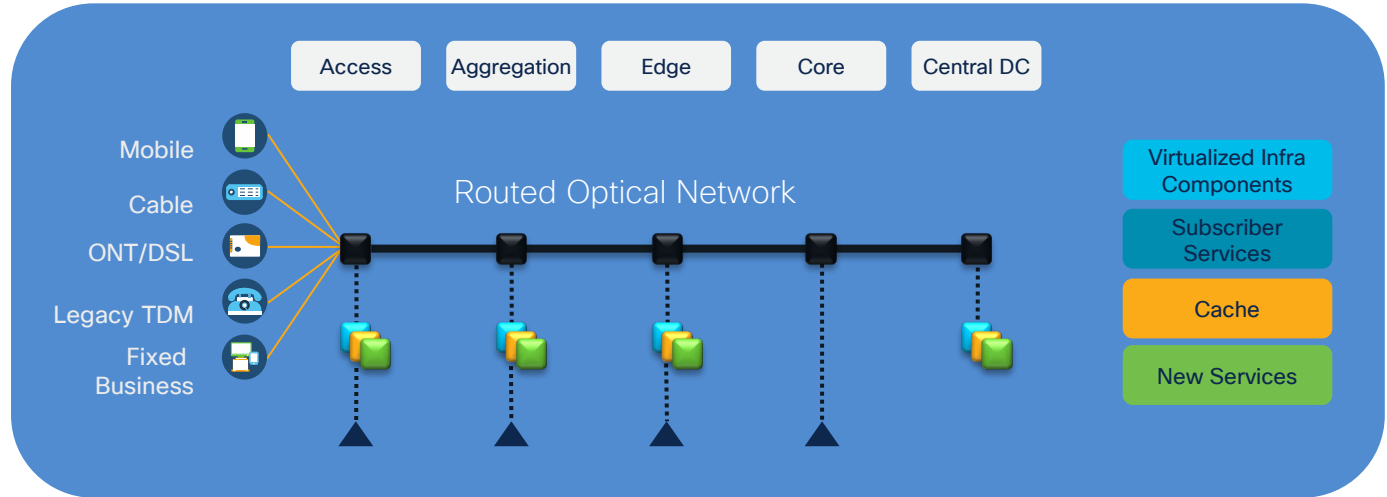 Access
Aggregation
Edge
Core
Central DC
Mobile
Cable
ONT/DSL
Legacy TDM
Fixed
Business
Routed Optical Network
Virtualized Infra
Components
Subscriber
Services
Cache
New Services